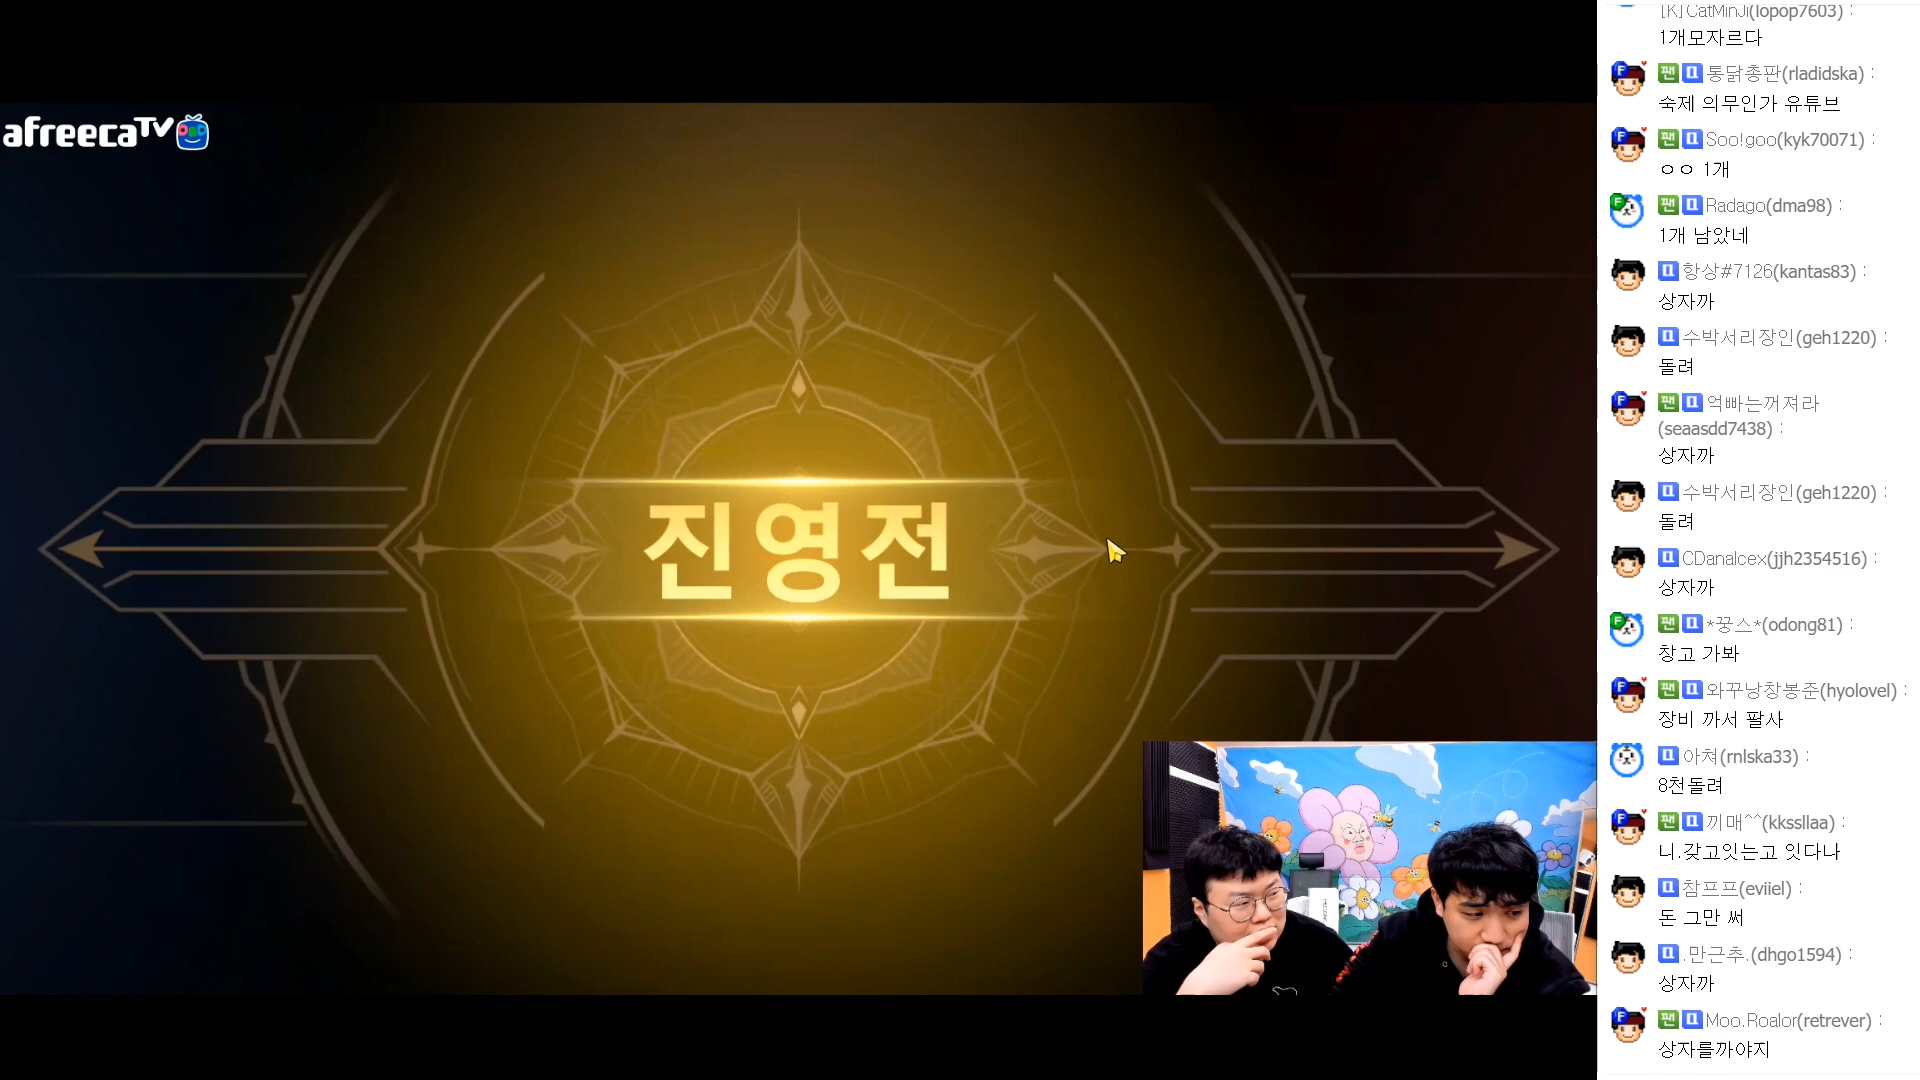 afreecaTV
진영전
[K]CatMinJi(lopop7603) :
1개모자르다
팬 통닭총판(rladidska) :
숙제 의무인가 유튜브
팬 Soo!goo(kyk70071) :
ㅇㅇ 1개
팬 Radago(dma98) :
1개 남았네
항상#7126(kantas83) :
상자까
수박서리장인(geh1220) :
돌려
팬 억빠는꺼져라
(seaasdd7438) :
상자까
수박서리장인(geh1220) :
돌려
CDanalcex(jjh2354516) :
상자까
팬 *꿍스*(odong81) :
창고 가봐
팬 와꾸낭창봉준(hyolovel) :
장비 까서 팔사
아쳐(rnlska33) :
8천돌려
팬 끼매^^(kkssllaa) :
니.갖고잇는고 잇다나
참프프(eviiel) :
돈 그만 써
.만근추.(dhgo1594) :
상자까
팬 Moo.Roalor(retrever) :
상자를까야지